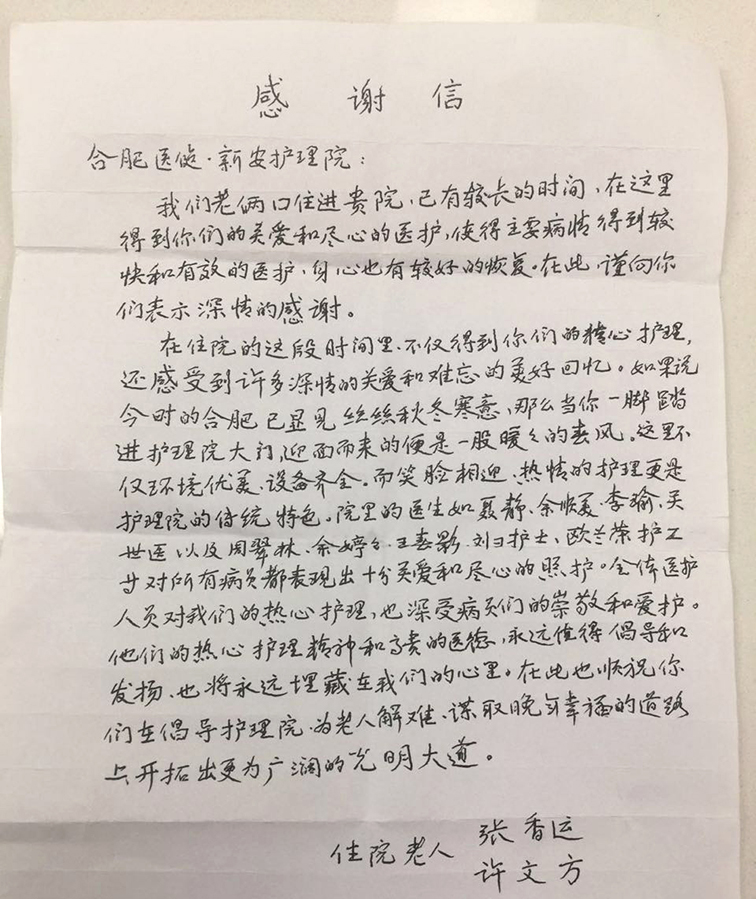 感谢信
合肥医侦·新安护理院：
我们老俩口住进贵院，已有较长的时间，在这里
得到你们的关爱和尽心的医护，使得主要病情得到较
快和有效的医护，身心也有较好的恢复。在此，谨向你
们表示深情的感谢。
在住院的这段时间里、不仅得到你们的精心护理，
还感受到许多深情的关爱和难忘的美好回忆。如果说
今时的合肥已显见丝丝秋冬寒意，那么当你一脚踏
进护理院大门，迎面而来的便是一股暖々的春风。这里不
仅环境优美、设备齐全。而笑脸相迎、热情的护理更是
护理院的传统特色。院里的医生如聂静、余顺美、李瑜、吴
世医以及周翠林、余婷々、王春影、刘习护士、欧兰荣护工
等对所有病员都表现出十分关爱和尽心的照护。全体医护
人员对我们的热心护理，也深受病员们的崇敬和爱护。
他们的热心护理精神和高贵的医德，永远值得倡导和
发扬、也将永远埋藏在我们的心里。在此也顺祝你
们在倡导护理院、为老人解难、谋取晚年幸福的道路
上开拓出更为广阔的光明大道。
住院老人 张香运
许文方